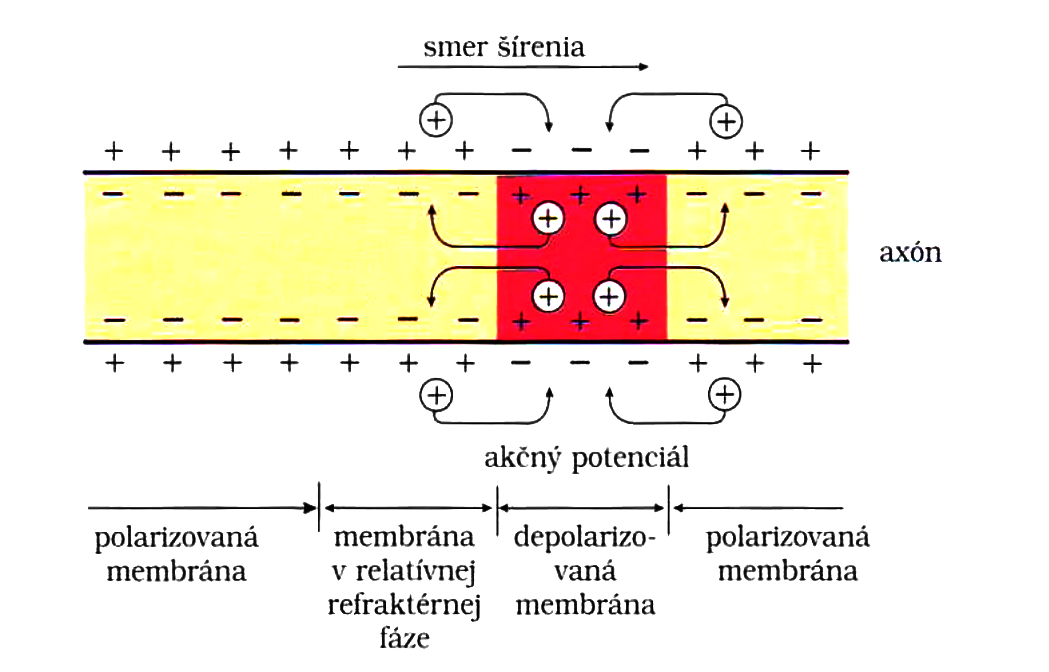 smer šírenia
+ + + + + + + − − − + + +
− − − − − − − + + + − − −
axón
− − − − − − − + + + − − −
+ + + + + + + − − − + + +
akčný potenciál
polarizovaná
membrána
membrána
v relatívnej
refraktérnej
fáze
depolarizo-
vaná
membrána
polarizovaná
membrána